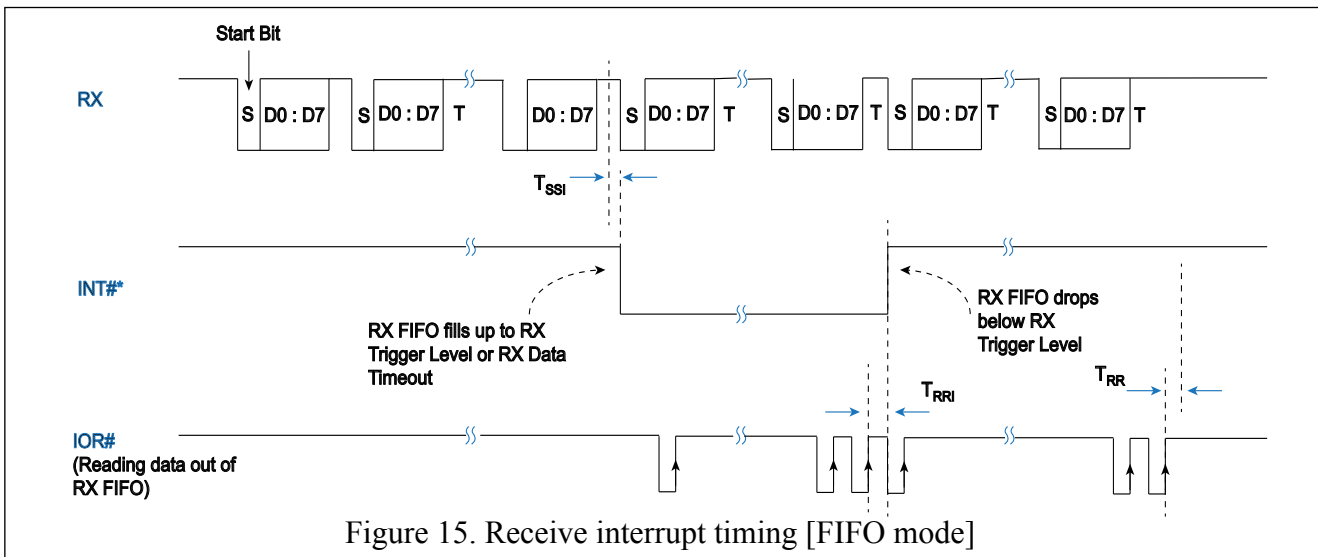 Start Bit
RX
S D0 : D7 S D0 : D7 T D0 : D7 S D0 : D7 T S D0 : D7 T S D0 : D7 T S D0 : D7 T
TSSI
INT#*
RX FIFO fills up to RX
Trigger Level or RX Data
Timeout
RX FIFO drops
below RX
Trigger Level
TRRI
TRR
IOR#
(Reading data out of
RX FIFO)
Figure 15. Receive interrupt timing [FIFO mode]